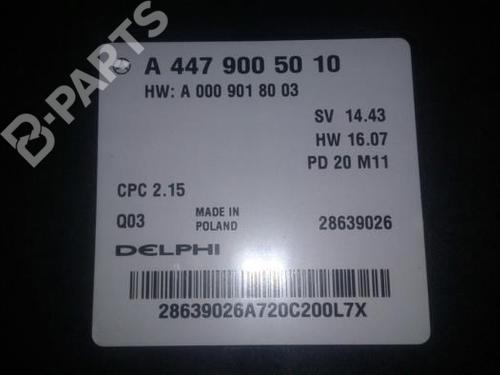 B-PARTS
A 447 900 50 10
HW: A 000 901 80 03
SV 14.43
HW 16.07
PD 20 M11
CPC 2.15
Q03
MADE IN
POLAND
28639026
DELPHI
28639026A720C200L7X